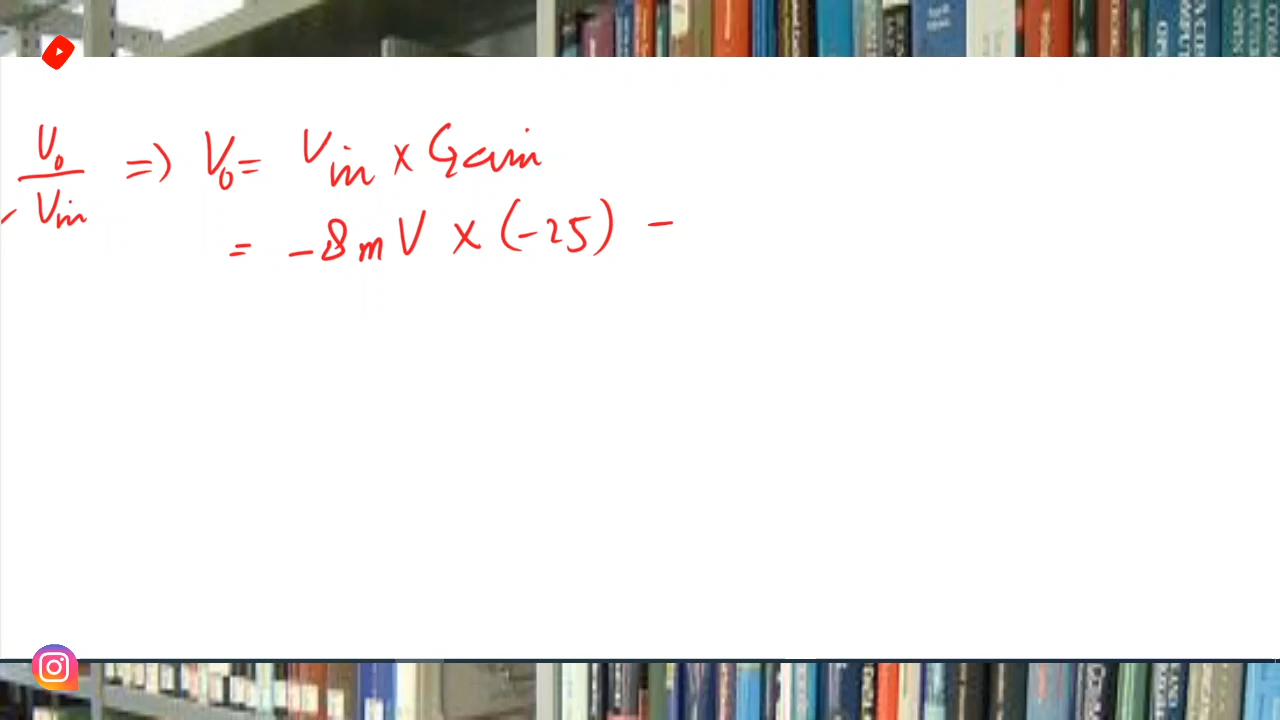 V₀/Vin => V₀ = Vin × Gain
= -8mV × (-25) -